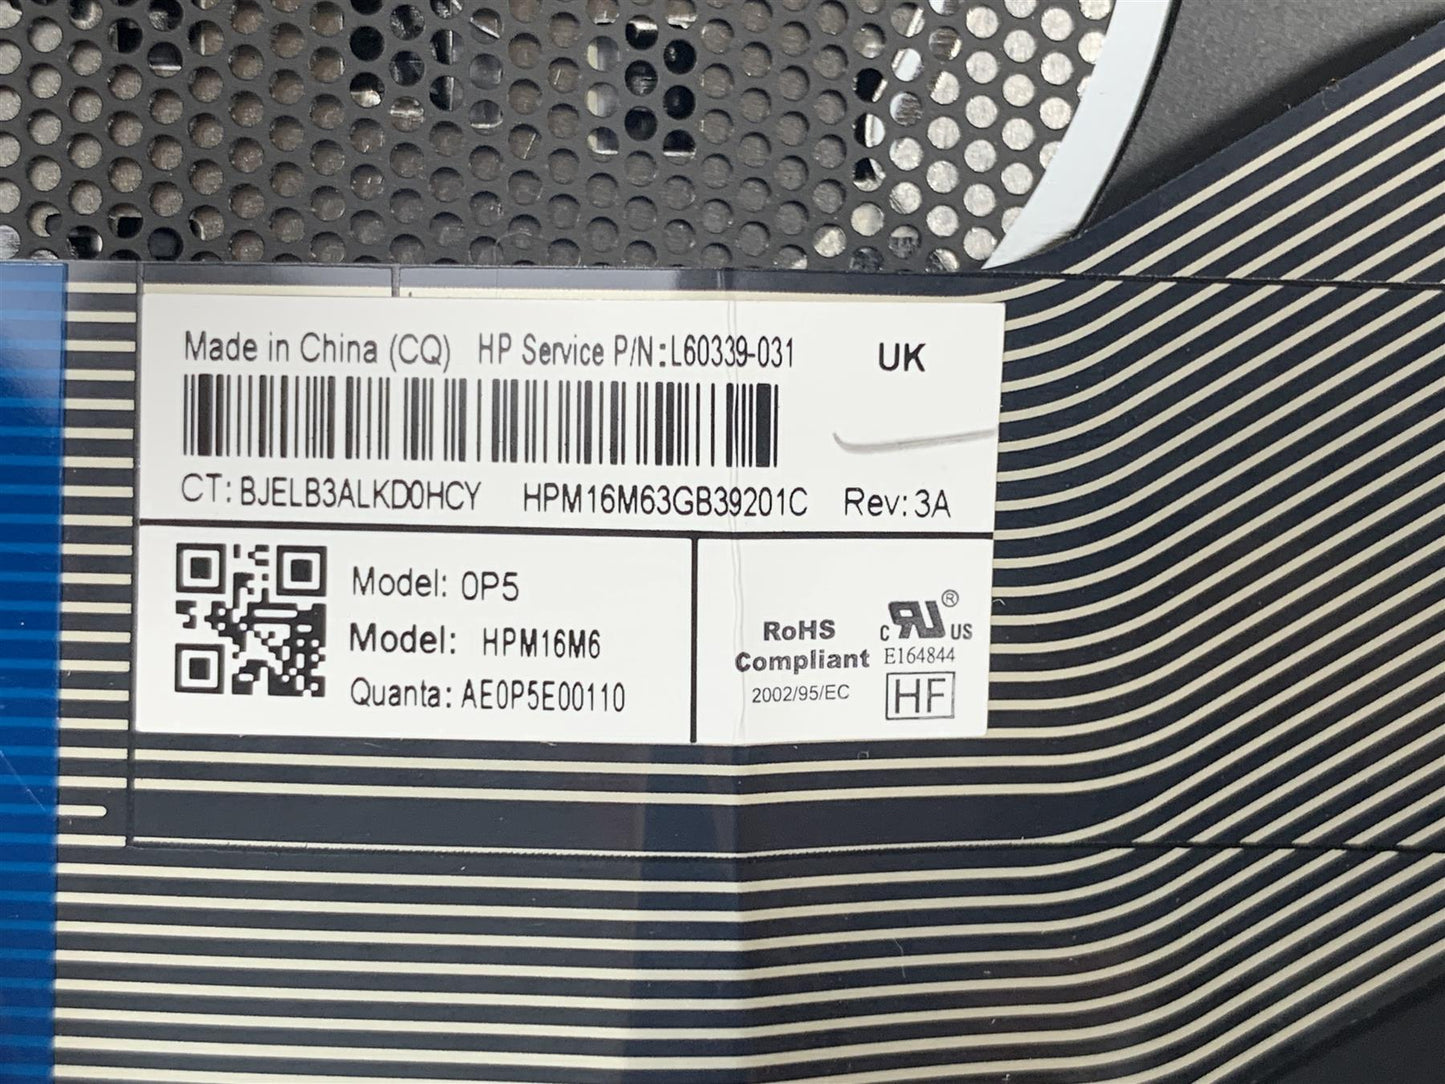 Made in China (CQ) HP Service P/N:L60339-031 UK
CT: BJELB3ALKD0HCY HPM16M63GB39201C Rev: 3A
Model: 0P5
Model: HPM16M6
Quanta: AE0P5E00110
RoHS
Compliant
2002/95/EC
c RU ® US
E164844
HF